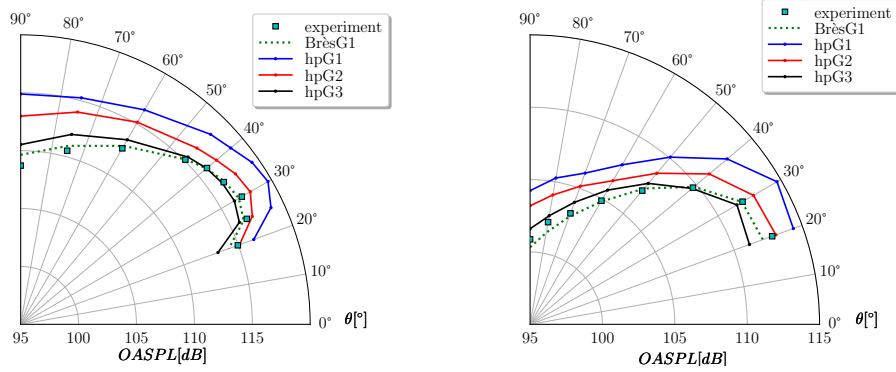 90°
80°
70°
60°
50°
40°
30°
20°
10°
0°
θ[°]
95
100
105
110
115
OASPL[dB]
experiment
BrèsG1
hpG1
hpG2
hpG3
90°
80°
70°
60°
50°
40°
30°
20°
10°
0°
θ[°]
95
100
105
110
115
OASPL[dB]
experiment
BrèsG1
hpG1
hpG2
hpG3